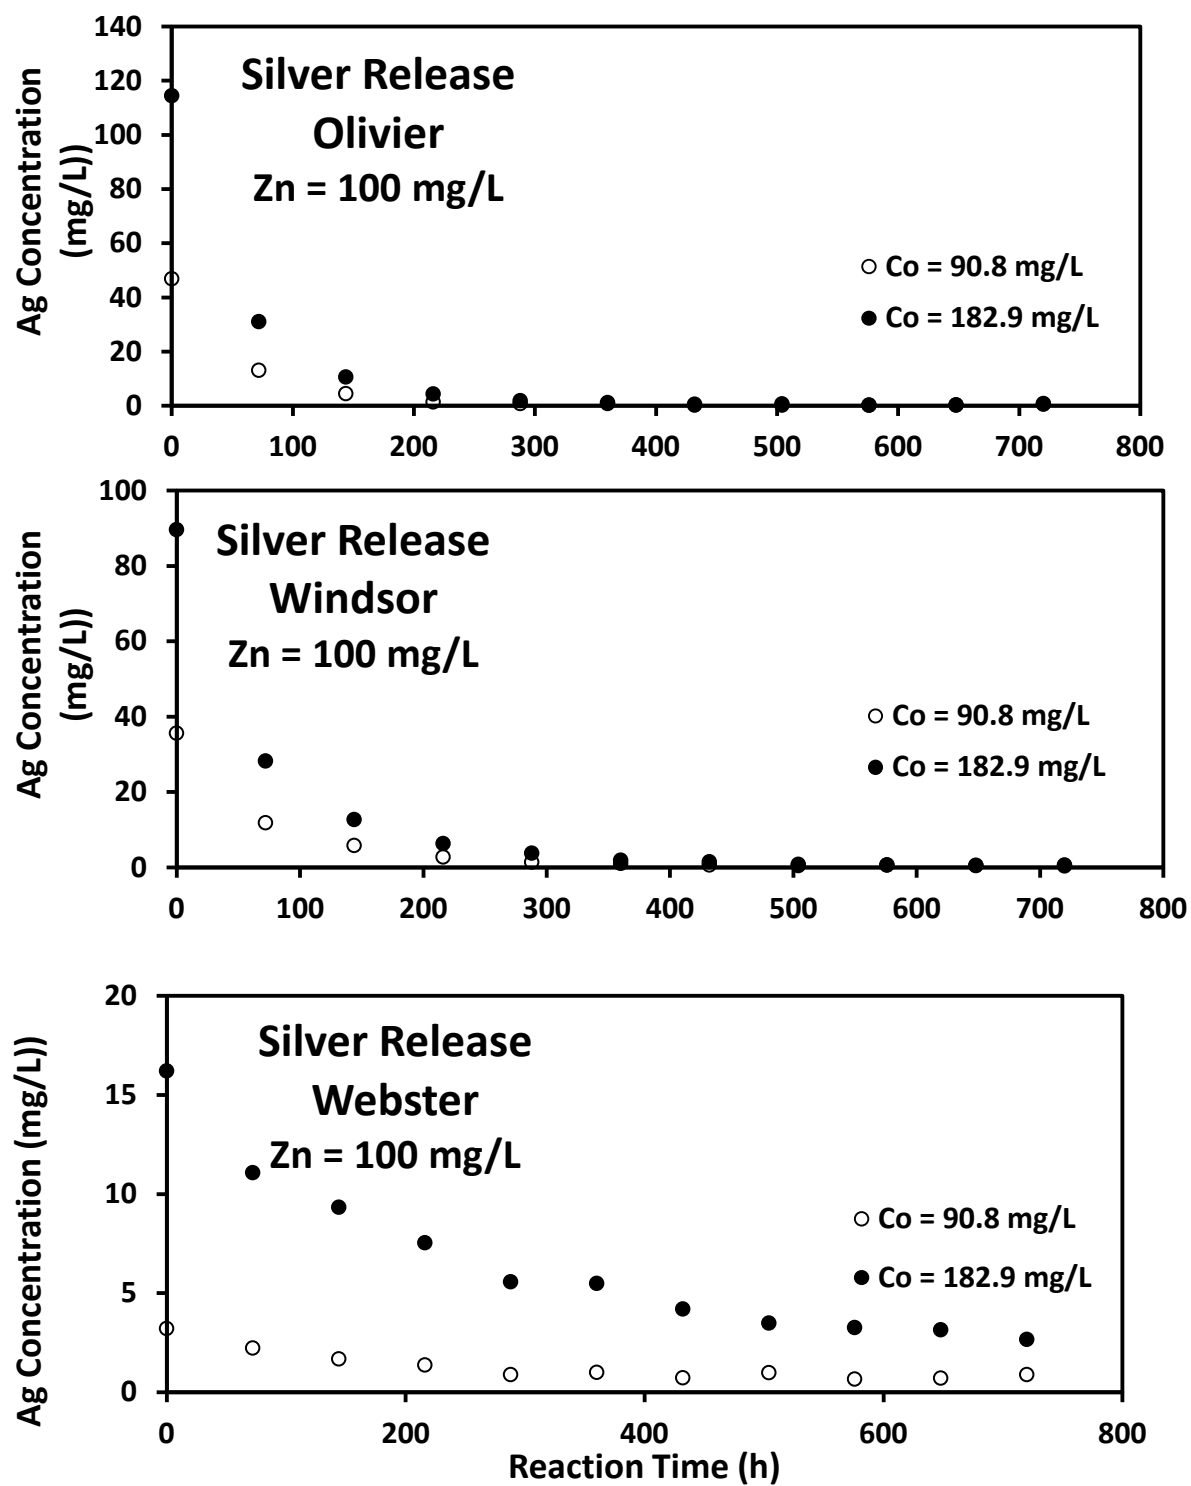 140
120
100
80
60
40
20
0
Ag Concentration
(mg/L))
Silver Release
Olivier
Zn = 100 mg/L
Co = 90.8 mg/L
Co = 182.9 mg/L
0 100 200 300 400 500 600 700 800
100
80
60
40
20
0
Ag Concentration
(mg/L))
Silver Release
Windsor
Zn = 100 mg/L
Co = 90.8 mg/L
Co = 182.9 mg/L
0 100 200 300 400 500 600 700 800
20
15
10
5
0
Ag Concentration (mg/L))
Silver Release
Webster
Zn = 100 mg/L
Co = 90.8 mg/L
Co = 182.9 mg/L
0 200 400 600 800
Reaction Time (h)